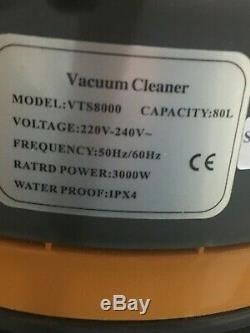 Vacuum Cleaner
MODEL:VTS8000 CAPACITY:80L
VOLTAGE:220V-240V~
FREQUENCY:50Hz/60Hz
RATRD POWER:3000W
WATER PROOF:IPX4
CE
S
ebay